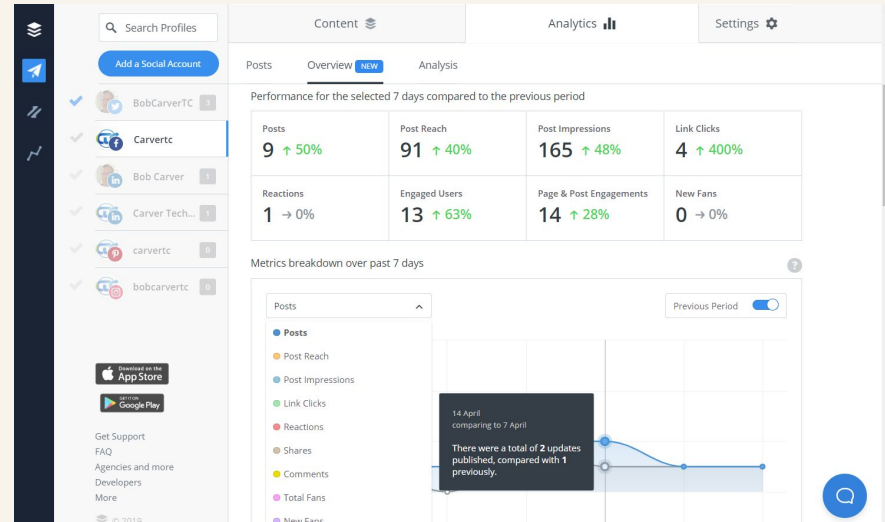 Search Profiles
Content
Analytics
Settings
Add a Social Account
Posts
Overview NEW
Analysis
BobCarverTC 3
Carvertc
Bob Carver 1
Carver Tech... 1
carvertc 0
bobcarvertc 0
Performance for the selected 7 days compared to the previous period
Posts
9 ↑ 50%
Post Reach
91 ↑ 40%
Post Impressions
165 ↑ 48%
Link Clicks
4 ↑ 400%
Reactions
1 → 0%
Engaged Users
13 ↑ 63%
Page & Post Engagements
14 ↑ 28%
New Fans
0 → 0%
Metrics breakdown over past 7 days
?
Posts
Previous Period
Posts
Post Reach
Post Impressions
Link Clicks
Reactions
Shares
Comments
Total Fans
New Fans
14 April
comparing to 7 April
There were a total of 2 updates
published, compared with 1
previously.
Download on the
App Store
GET IT ON
Google Play
Get Support
FAQ
Agencies and more
Developers
More
© 2019